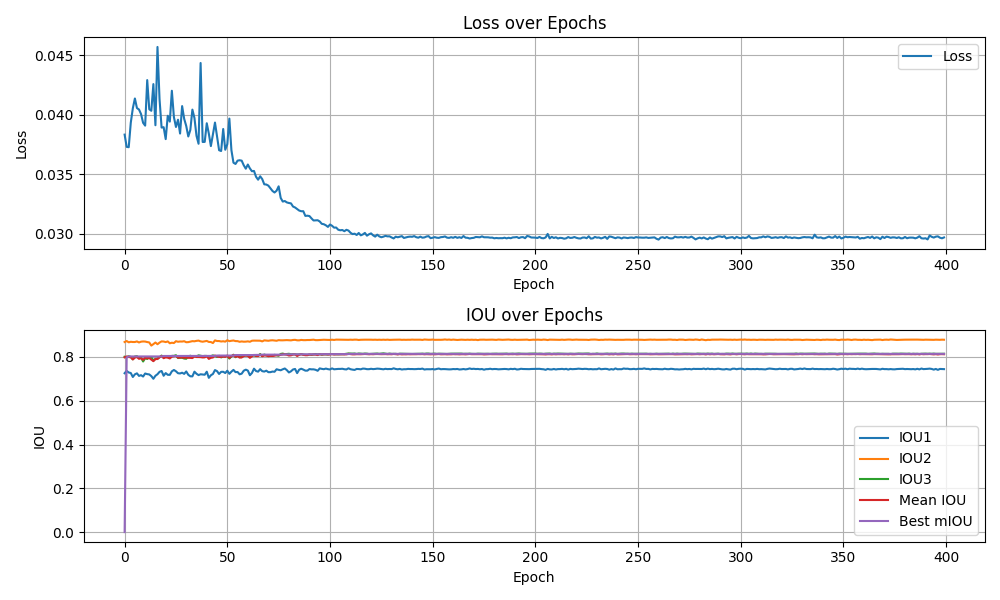 Loss over Epochs
0.045
0.040
0.035
0.030
Loss
Loss
0 50 100 150 200 250 300 350 400
Epoch
IOU over Epochs
0.8
0.6
0.4
0.2
0.0
IOU
IOU1
IOU2
IOU3
Mean IOU
Best mIOU
0 50 100 150 200 250 300 350 400
Epoch